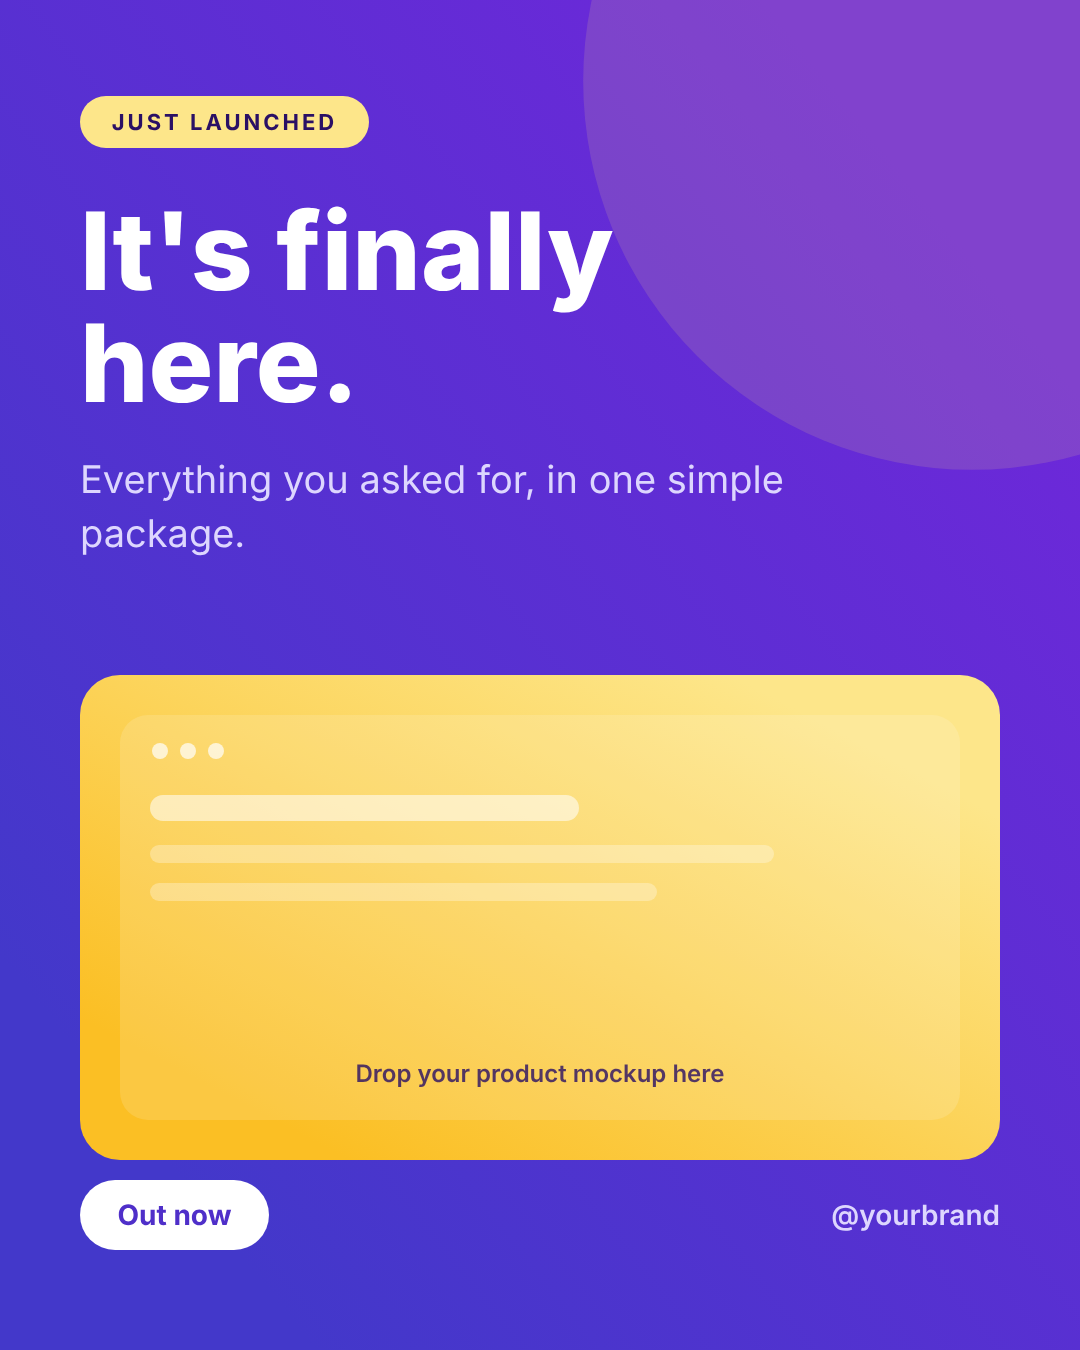 JUST LAUNCHED
It's finally
here.
Everything you asked for, in one simple
package.
Drop your product mockup here
Out now
@yourbrand